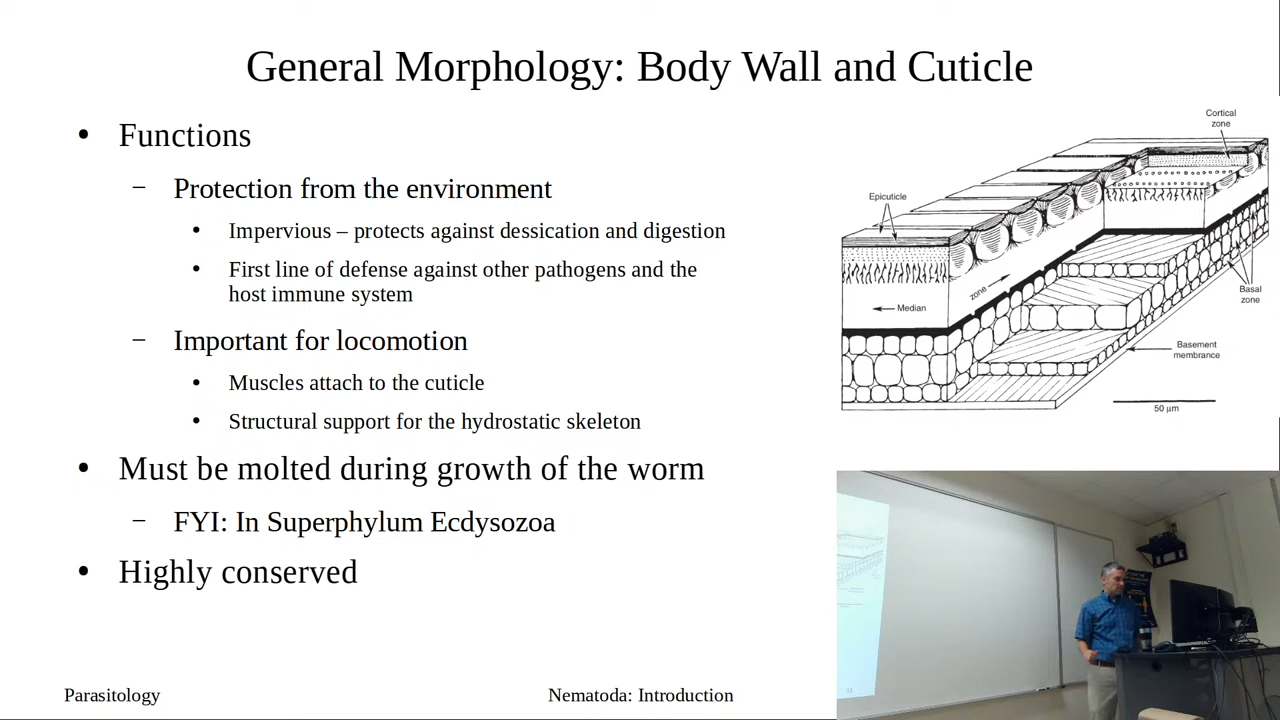 General Morphology: Body Wall and Cuticle
• Functions
– Protection from the environment
• Impervious – protects against dessication and digestion
• First line of defense against other pathogens and the
host immune system
– Important for locomotion
• Muscles attach to the cuticle
• Structural support for the hydrostatic skeleton
• Must be molted during growth of the worm
– FYI: In Superphylum Ecdysozoa
• Highly conserved
Cortical
zone
Epicuticle
Median
zone
Basal
zone
Basement
membrane
50 µm
Parasitology
Nematoda: Introduction